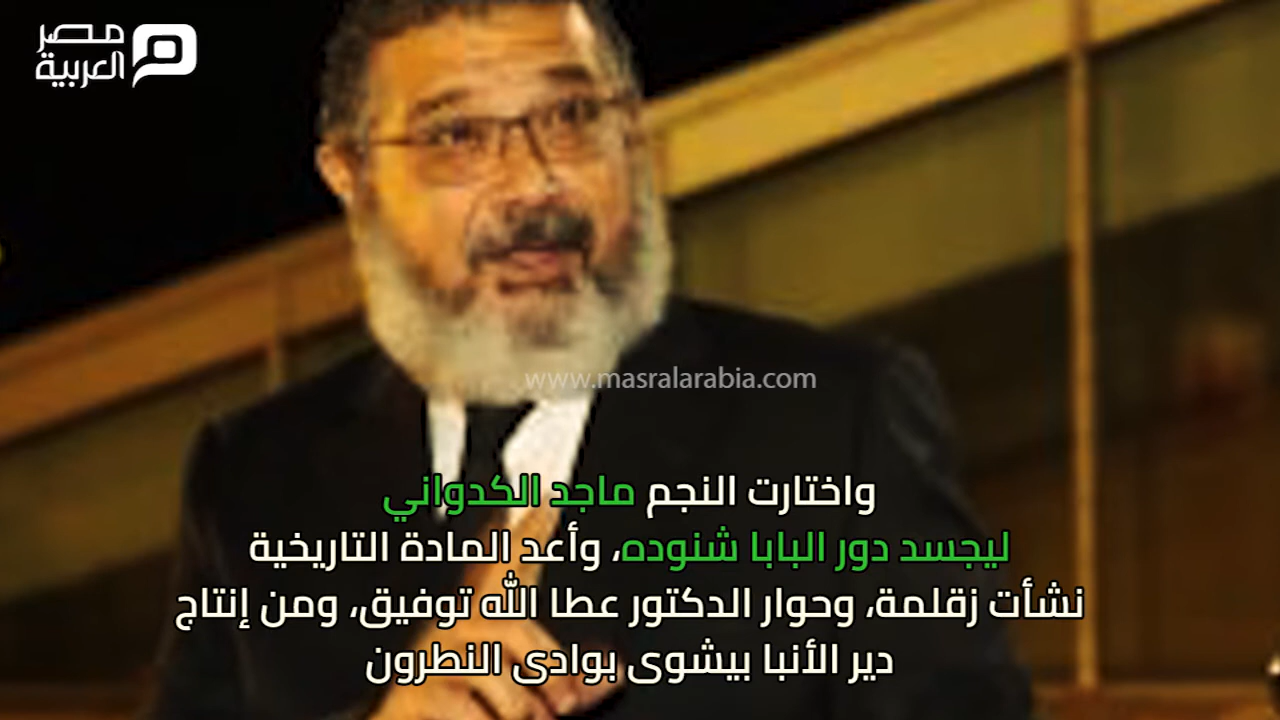 مصر
العربية
www.masralarabia.com
واختارت النجم ماجد الكدواني
ليجسد دور البابا شنوده، وأعد المادة التاريخية
نشأت زقلمة، وحوار الدكتور عطا الله توفيق،، ومن إنتاج
دير الأنبا بيشوى بوادى النطرون